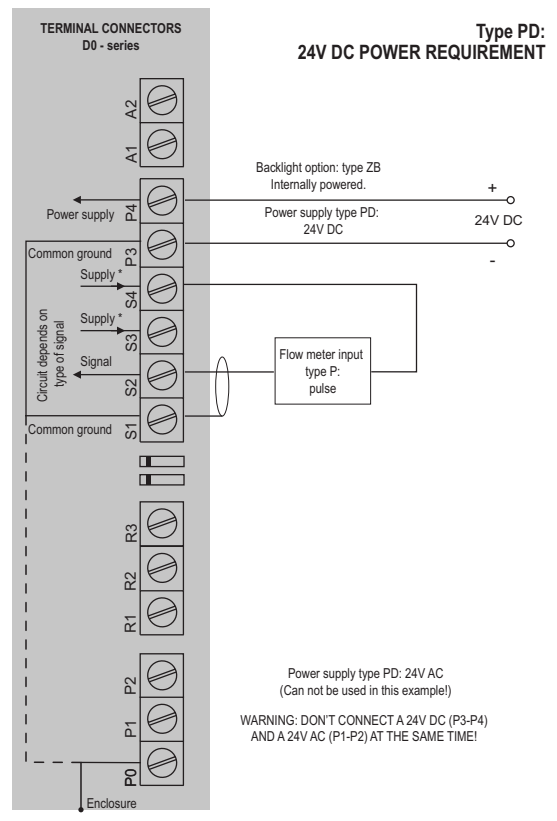 TERMINAL CONNECTORS
D0 - series
Type PD:
24V DC POWER REQUIREMENT
A2
A1
Backlight option: type ZB
Internally powered.
+
P4
Power supply
Power supply type PD:
24V DC
24V DC
P3
Common ground
-
Supply *
S4
Supply *
S3
Circuit depends on
type of signal
Signal
S2
Flow meter input
type P:
pulse
Common ground
S1
R3
R2
R1
P2
Power supply type PD: 24V AC
(Can not be used in this example!)
P1
WARNING: DON'T CONNECT A 24V DC (P3-P4)
AND A 24V AC (P1-P2) AT THE SAME TIME!
P0
Enclosure